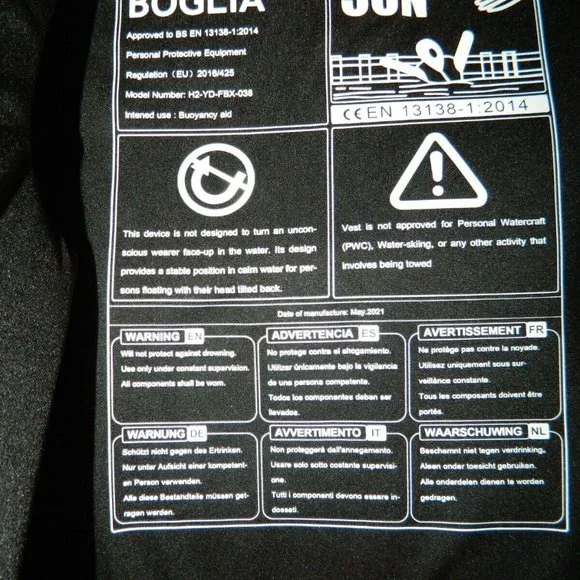 BOGLIA
Approved to BS EN 13138-1:2014
Personal Protective Equipment
Regulation (EU) 2016/425
Model Number: H2-YD-FBX-038
Intened use : Buoyancy aid
SUN
CE EN 13138-1:2014
This device is not designed to turn an uncon-
scious wearer face-up in the water. Its design
provides a stable position in calm water for per-
sons floating with their head tilted back.
Vest is not approved for Personal Watercraft
(PWC), Water-skiing, or any other activity that
involves being towed
Date of manufacture: May.2021
WARNING EN
Will not protect against drowning.
Use only under constant supervision.
All components shall be worn.
ADVERTENCIA ES
No protege contra el ahogamiento.
Utilizar únicamente bajo la vigilancia
de una persona competente.
Todos los componentes deben ser
llevados.
AVERTISSEMENT FR
Ne protège pas contre la noyade.
Utilisez uniquement sous sur-
veillance constante.
Tous les composants doivent être
portés.
WARNUNG DE
Schützt nicht gegen das Ertrinken.
Nur unter Aufsicht einer kompetent-
en Person verwenden.
Alle diese Bestandteile müssen get-
ragen werden.
AVVERTIMENTO IT
Non proteggerà dall'annegamento.
Usare solo sotto costante supervisi-
one.
Tutti i componenti devono essere in-
dossati.
WAARSCHUWING NL
Beschermt niet tegen verdrinking.
Aleen onder toezicht gebruiken.
Alle onderdelen dienen te worden
gedragen.